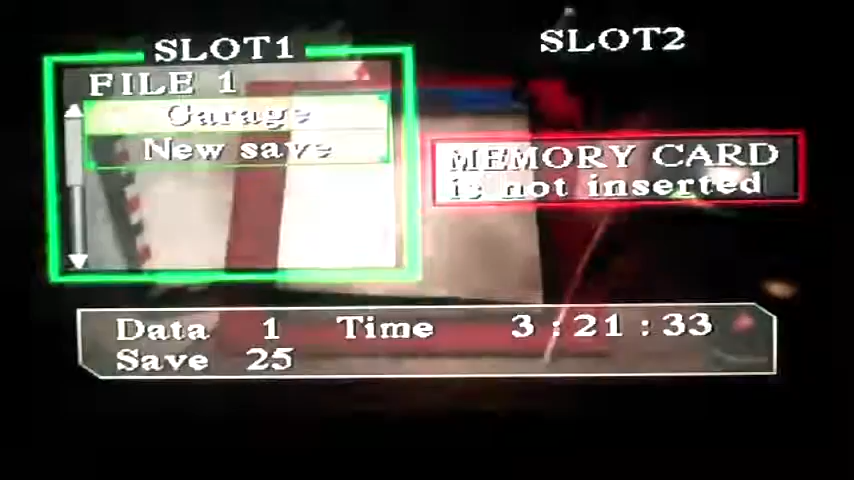 SLOT1
SLOT2
FILE 1
Garage
New save
MEMORY CARD
is not inserted
Data 1 Time 3:21:33
Save 25